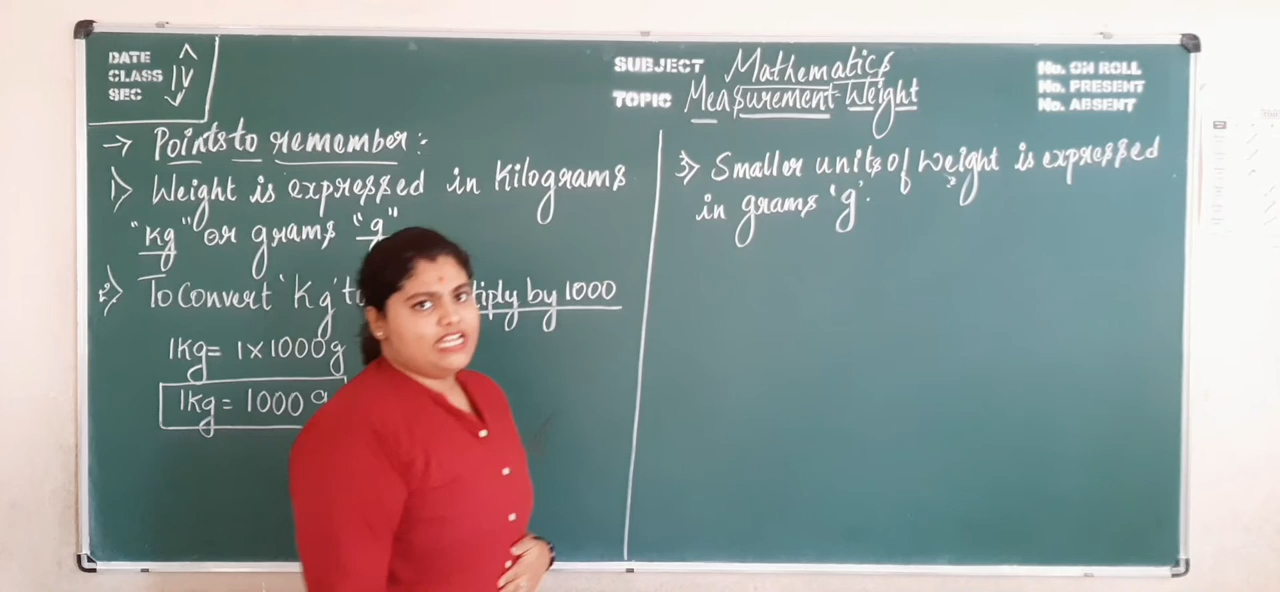 DATE
CLASS IV
SEC
SUBJECT Mathematics
TOPIC Measurement-Weight
No. ON ROLL
No. PRESENT
No. ABSENT
→ Points to remember:-
1) Weight is expressed in Kilograms
"Kg" or grams "g"
2) To convert 'Kg' tiply by 1000
1Kg = 1 × 1000g
1Kg = 1000 g
3) Smaller units of weight is expressed
in grams 'g'.